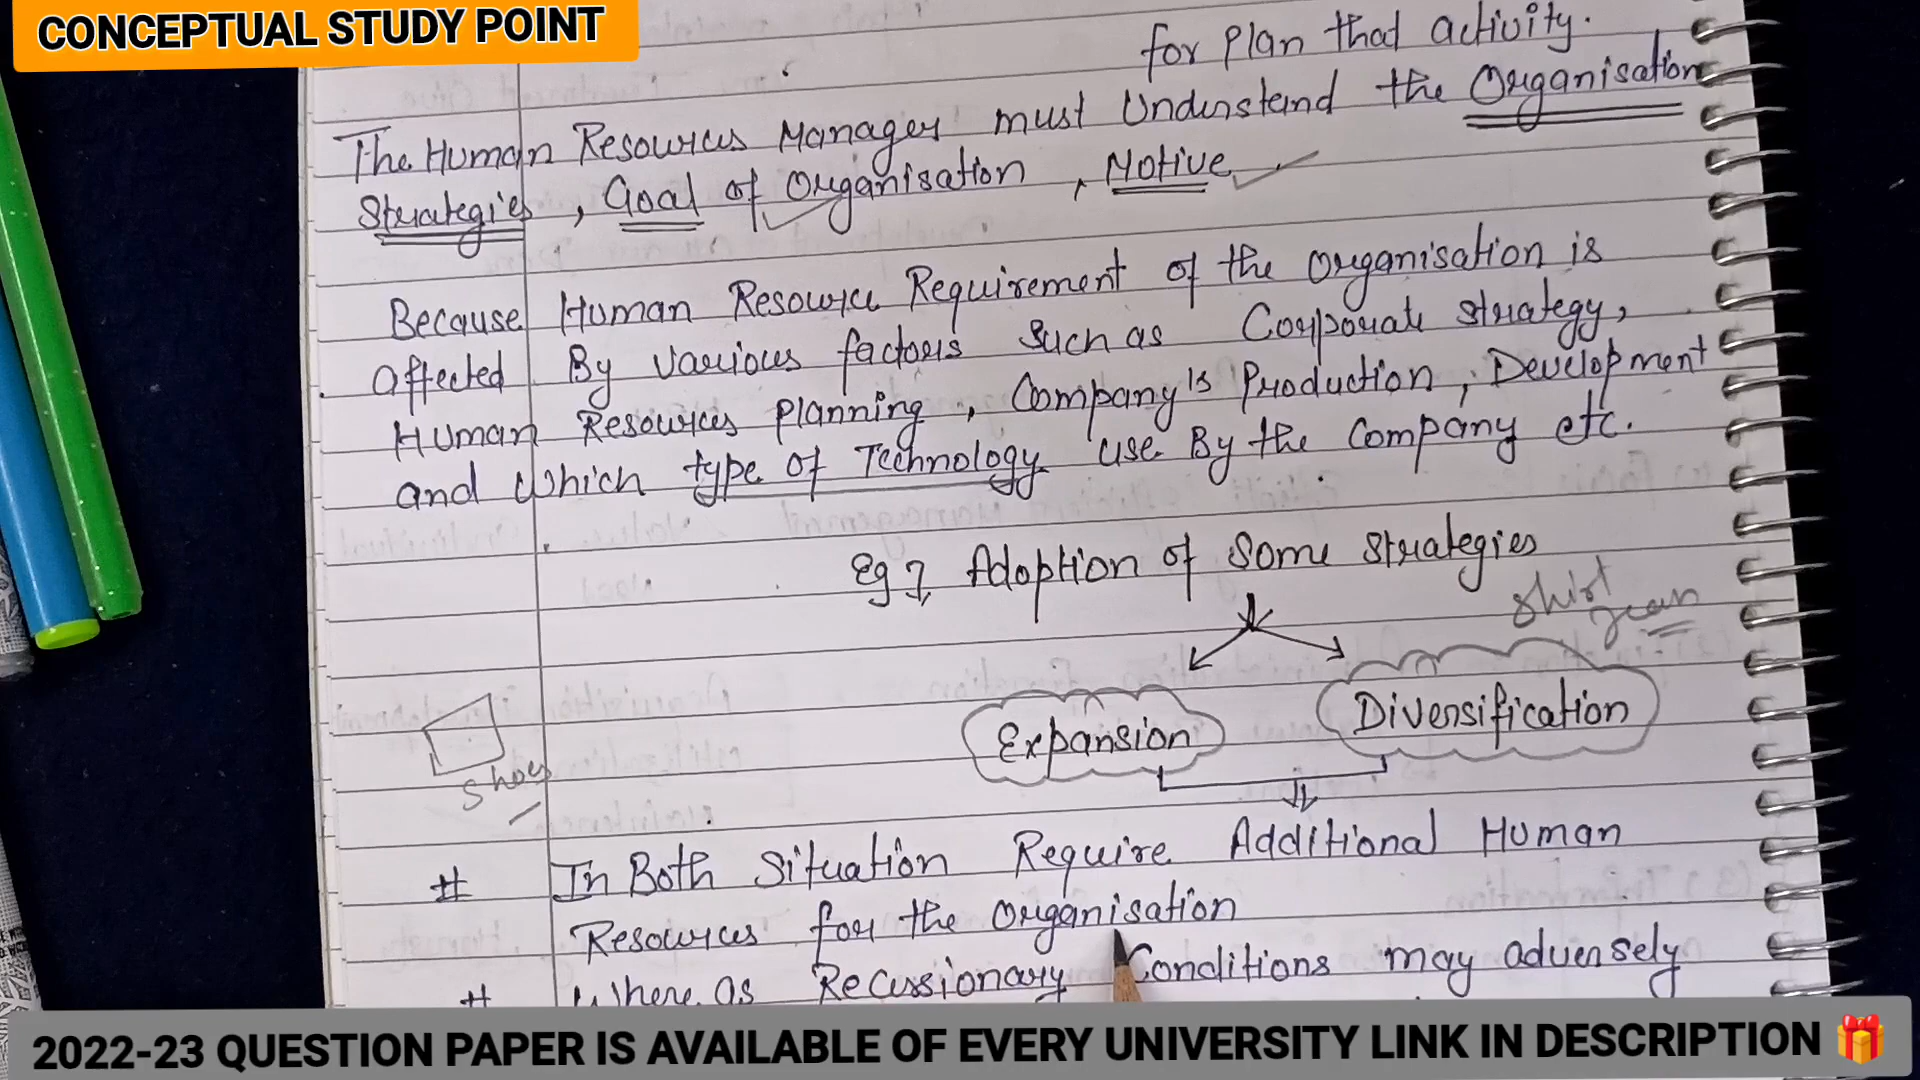 CONCEPTUAL STUDY POINT
for Plan that activity.
The Human Resources Manager must Understand the Organisation
Strategies, Goal of Organisation, Motive
Because Human Resource Requirement of the Organisation is
affected By Various factors Such as Corporate strategy,
Human Resources Planning, Company's Production, Development
and Which type of Technology use By the Company etc.
Eg Adoption of Some Strategies
Shirt
Jean
Expansion Diversification
Shoes
# In Both Situation Require Additional Human
Resources for the Organisation
# Where as Recessionary Conditions may adversely
2022-23 QUESTION PAPER IS AVAILABLE OF EVERY UNIVERSITY LINK IN DESCRIPTION